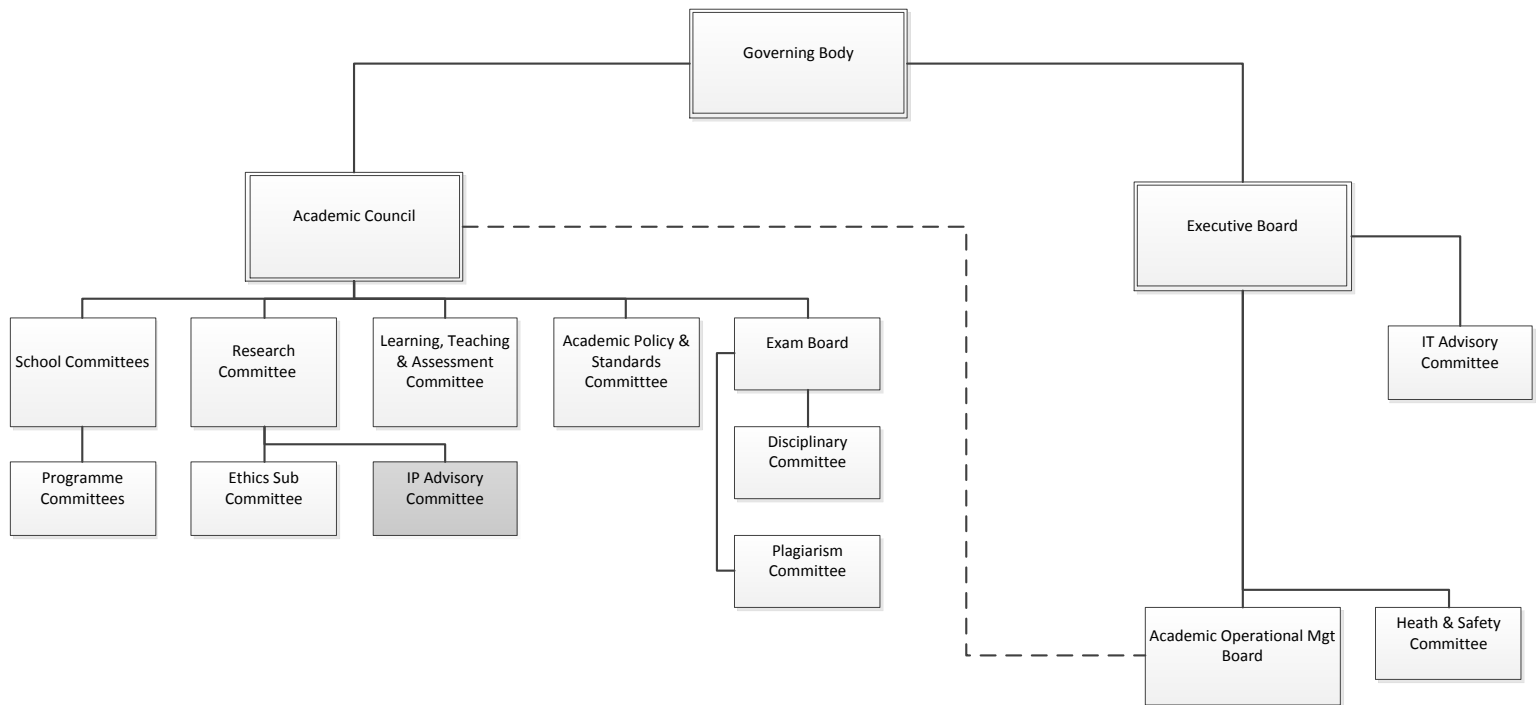 Governing Body
Academic Council
Executive Board
School Committees
Research
Committee
Learning, Teaching
& Assessment
Committee
Academic Policy &
Standards
Committtee
Exam Board
IT Advisory
Committee
Programme
Committees
Ethics Sub
Committee
IP Advisory
Committee
Disciplinary
Committee
Plagiarism
Committee
Academic Operational Mgt
Board
Heath & Safety
Committee